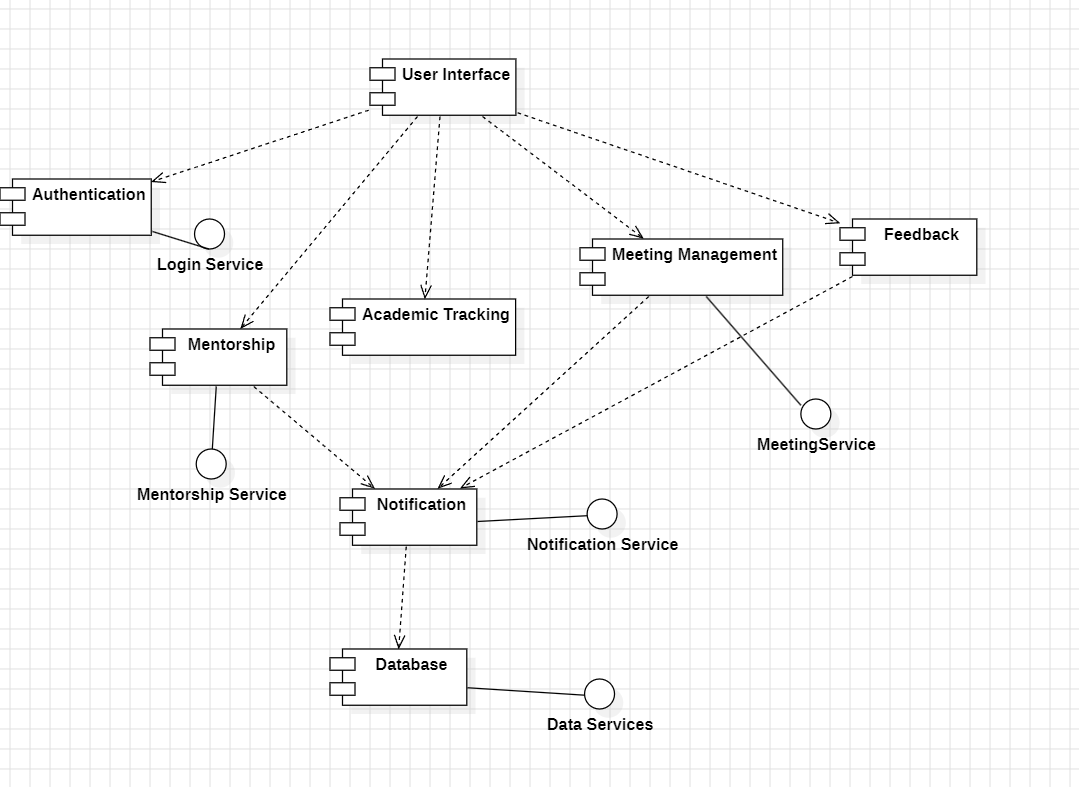 User Interface
Authentication
Login Service
Feedback
Meeting Management
Academic Tracking
Mentorship
MeetingService
Mentorship Service
Notification
Notification Service
Database
Data Services